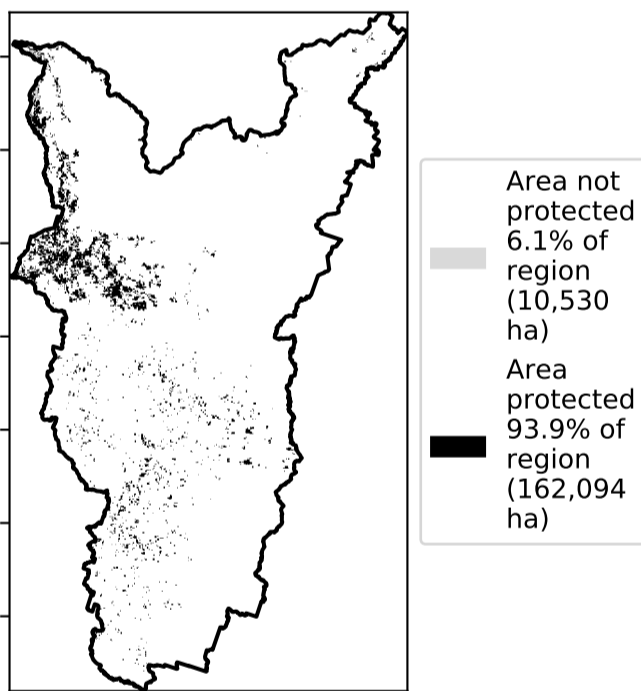 Area not
protected
6.1% of
region
(10,530
ha)
Area
protected
93.9% of
region
(162,094
ha)